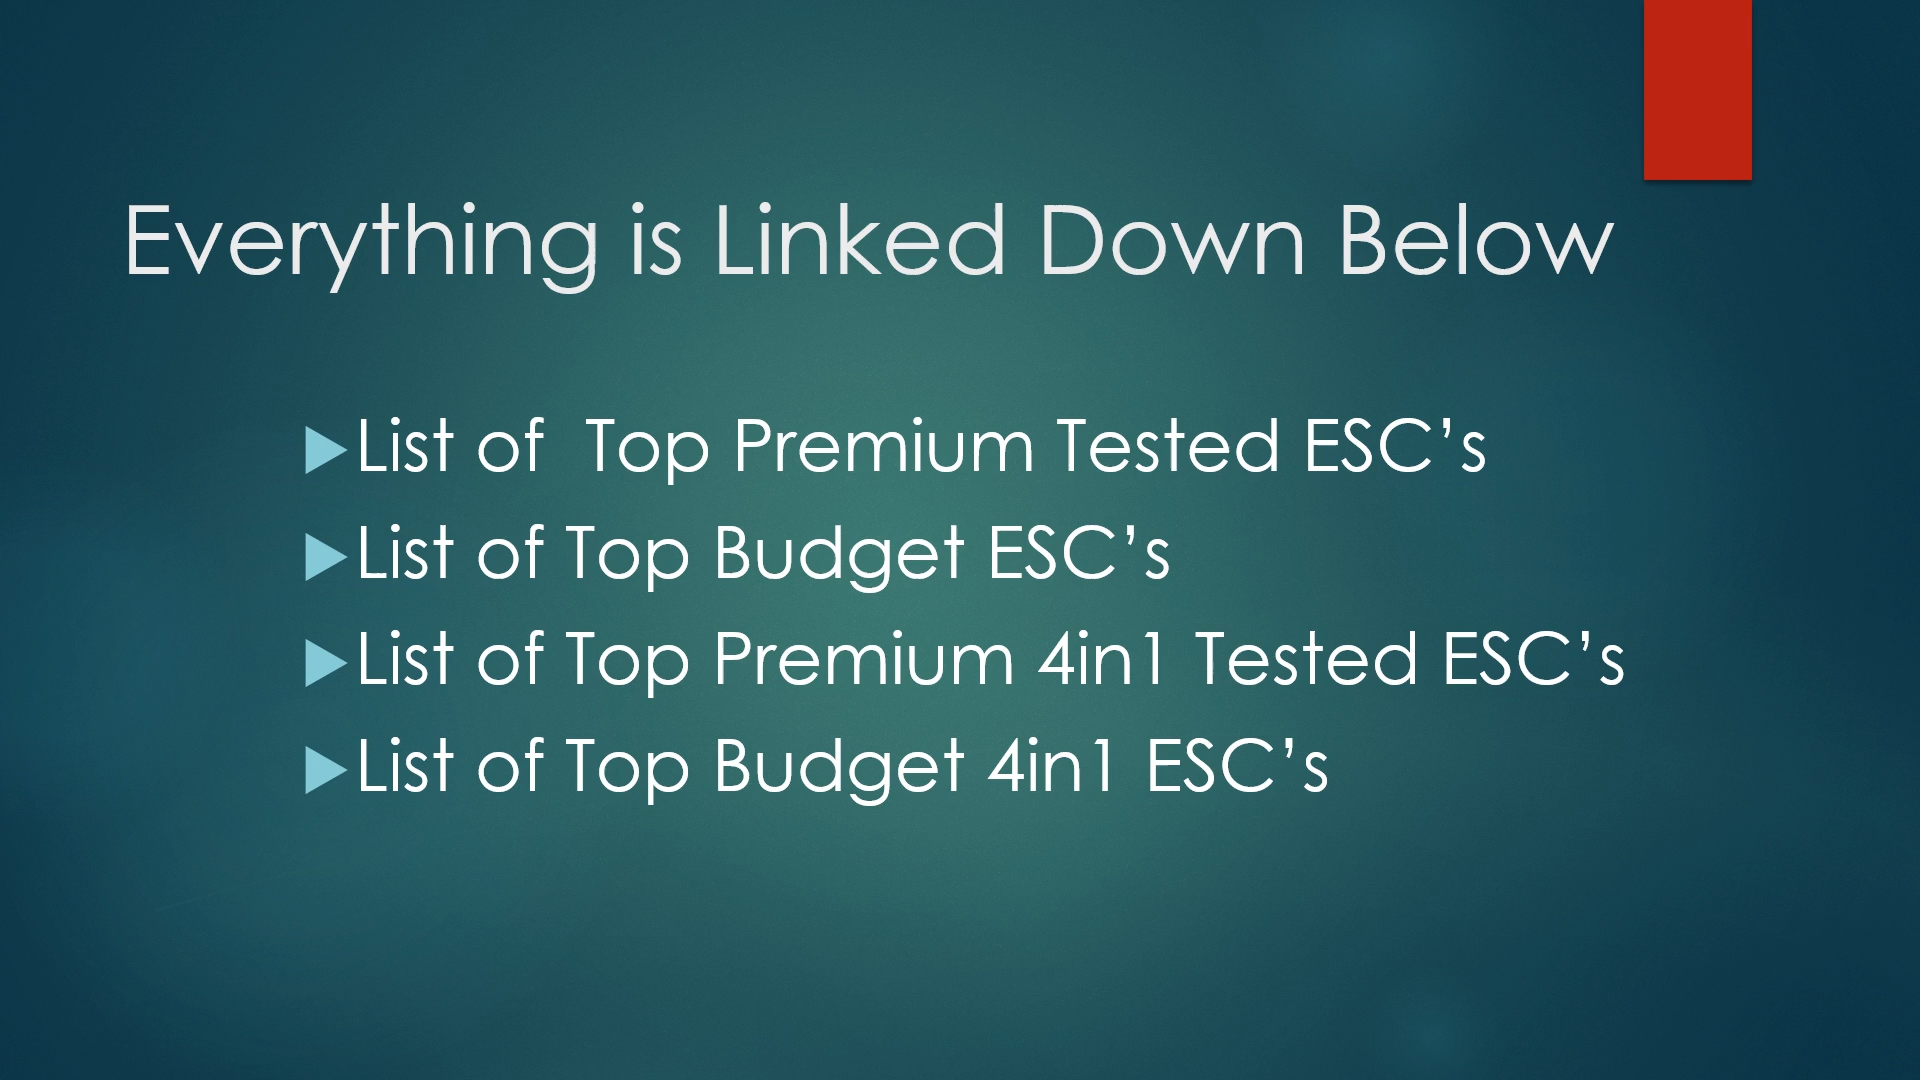 Everything is Linked Down Below
List of  Top Premium Tested ESC’s
List of Top Budget ESC’s
List of Top Premium 4in1 Tested ESC’s
List of Top Budget 4in1 ESC’s